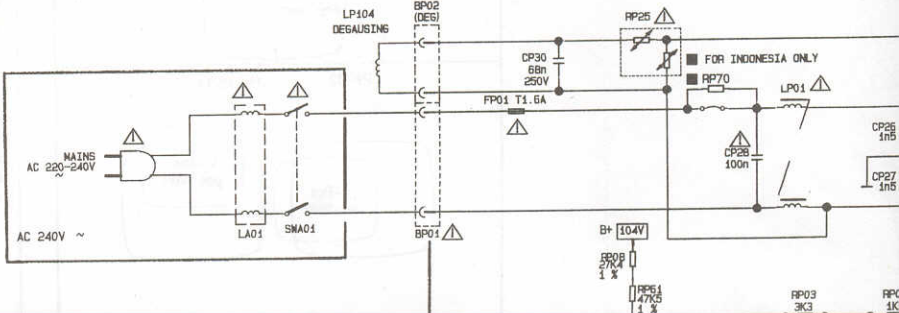 LP104
DEGAUSING
BP02
(DEG)
RP25
CP30
68n
250V
FOR INDONESIA ONLY
RP70
LP01
FP01 T1.6A
MAINS
AC 220-240V
~
AC 240V ~
LA01
SWA01
BP01
CP28
100n
CP26
1n5
CP27
1n5
B+ 104V
RP08
27K4
1 %
RP61
47K5
1 %
RP03
3K3
1K